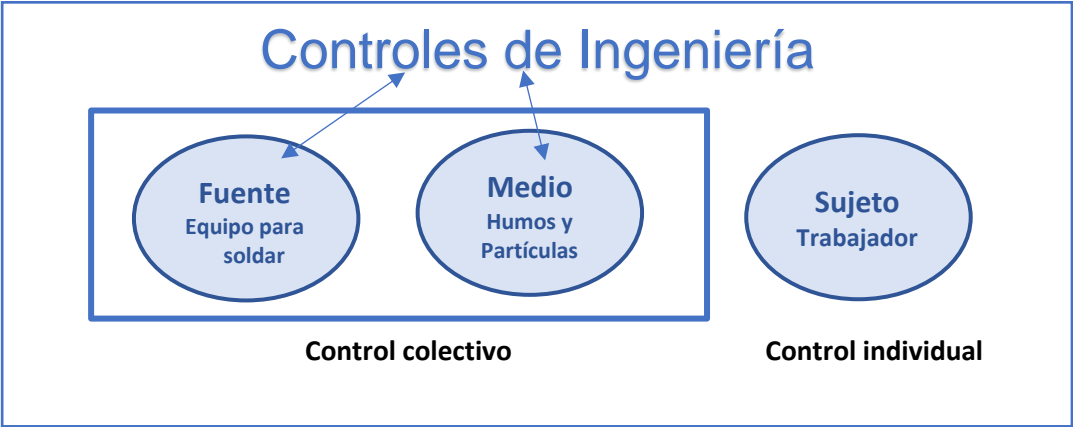 Controles de Ingeniería
Fuente
Equipo para
soldar
Medio
Humos y
Partículas
Sujeto
Trabajador
Control colectivo
Control individual